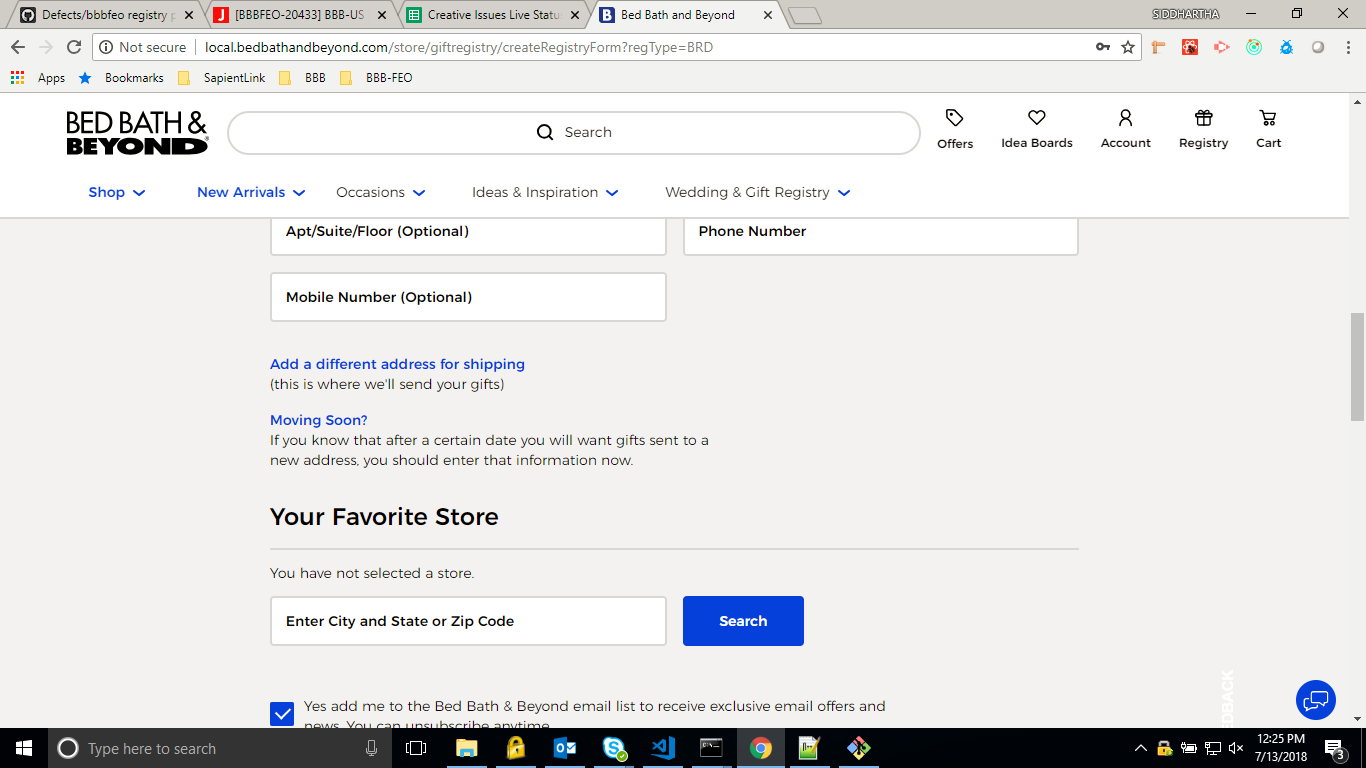 Defects/bbbfeo registry p
[BBBFEO-20433] BBB-US
Creative Issues Live Statu
Bed Bath and Beyond
SIDDHARTHA
Not secure
local.bedbathandbeyond.com/store/giftregistry/createRegistryForm?regType=BRD
Apps
Bookmarks
SapientLink
BBB
BBB-FEO
BED BATH &
BEYOND
Search
Offers
Idea Boards
Account
Registry
Cart
Shop
New Arrivals
Occasions
Ideas & Inspiration
Wedding & Gift Registry
Apt/Suite/Floor (Optional)
Phone Number
Mobile Number (Optional)
Add a different address for shipping
(this is where we'll send your gifts)
Moving Soon?
If you know that after a certain date you will want gifts sent to a
new address, you should enter that information now.
Your Favorite Store
You have not selected a store.
Enter City and State or Zip Code
Search
EDBACK
Yes add me to the Bed Bath & Beyond email list to receive exclusive email offers and
news. You can unsubscribe anytime
Type here to search
12:25 PM
7/13/2018
3